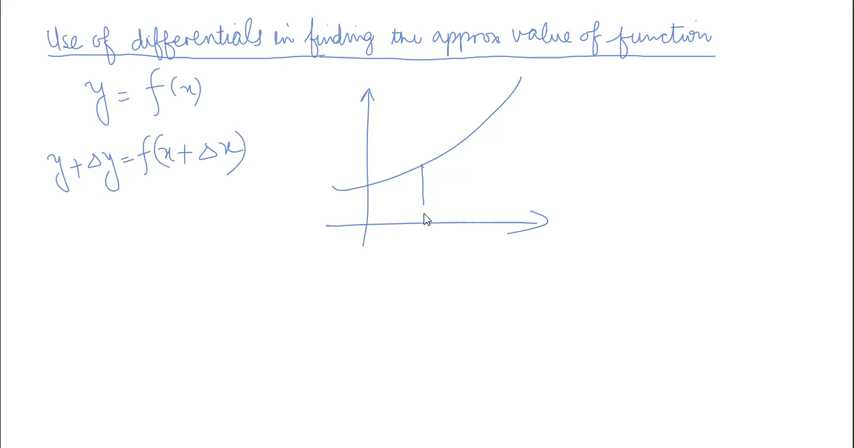 Use of differentials in finding the approx value of function
y = f(x)
y + Δy = f(x + Δx)